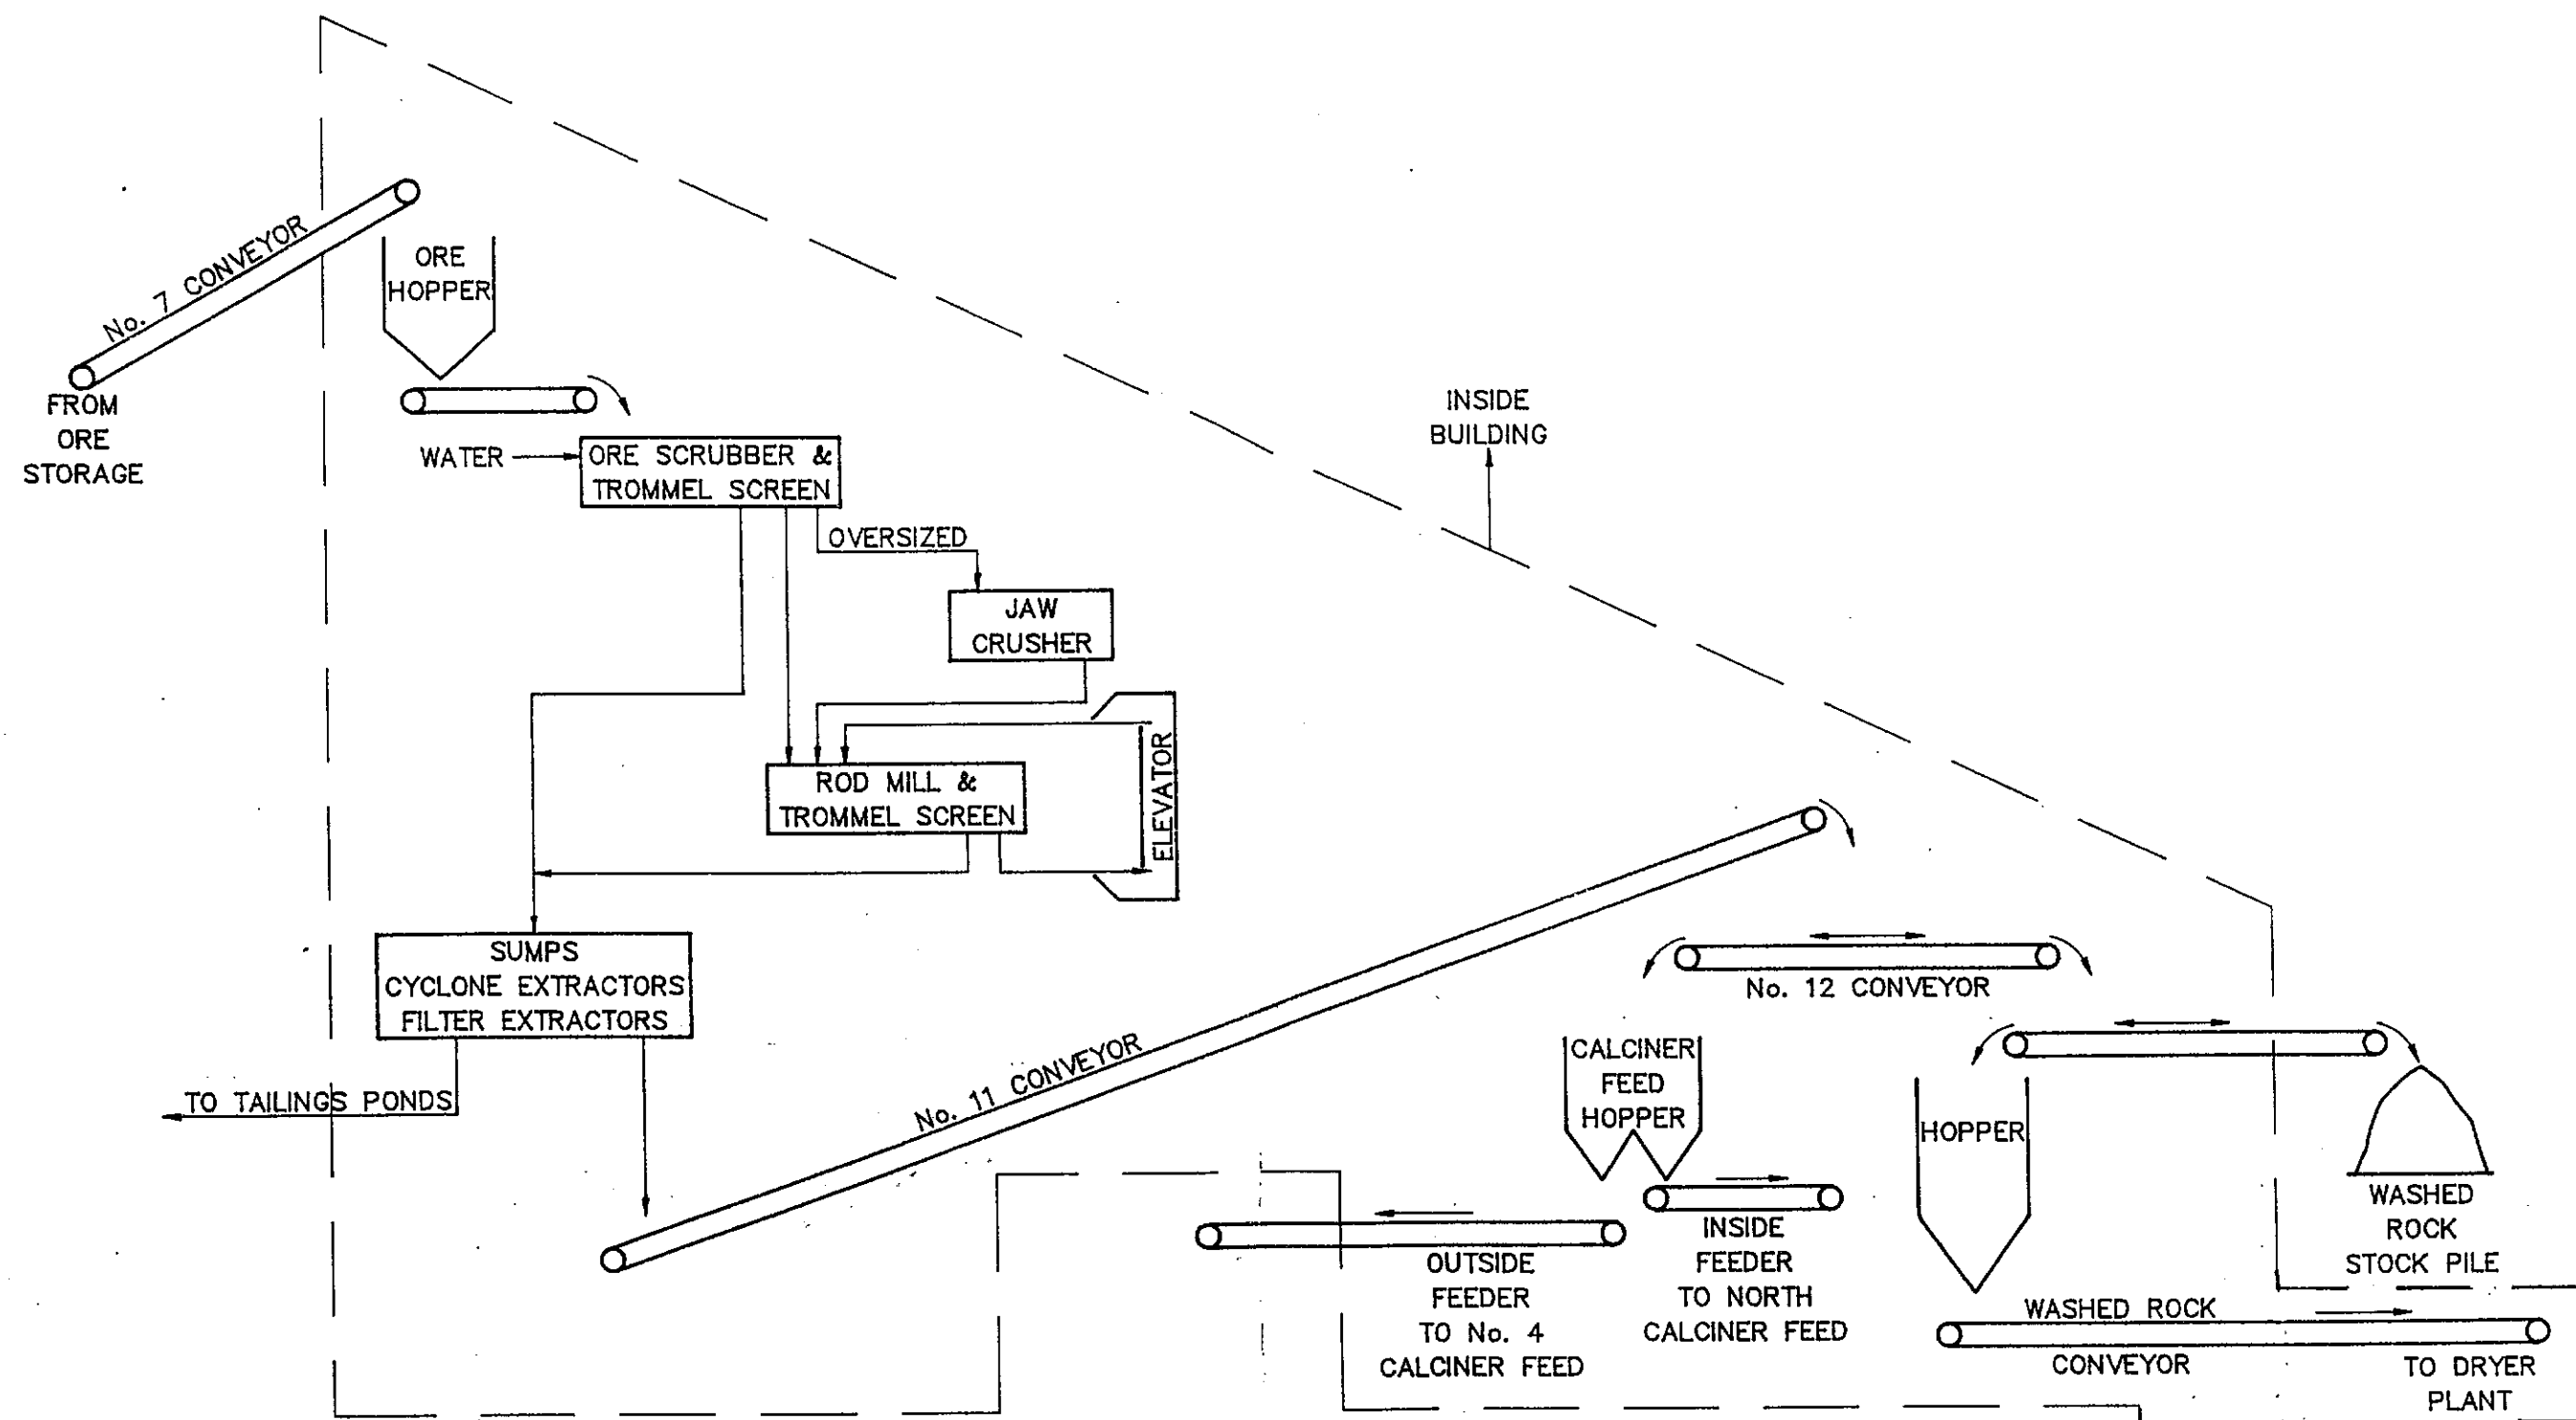 No. 7 CONVEYOR
ORE
HOPPER
FROM
ORE
STORAGE
WATER
ORE SCRUBBER &
TROMMEL SCREEN
INSIDE
BUILDING
OVERSIZED
JAW
CRUSHER
ROD MILL &
TROMMEL SCREEN
ELEVATOR
SUMPS
CYCLONE EXTRACTORS
FILTER EXTRACTORS
TO TAILINGS PONDS
No. 11 CONVEYOR
No. 12 CONVEYOR
CALCINER
FEED
HOPPER
HOPPER
WASHED
ROCK
STOCK PILE
OUTSIDE
FEEDER
TO No. 4
CALCINER FEED
INSIDE
FEEDER
TO NORTH
CALCINER FEED
WASHED ROCK
CONVEYOR
TO DRYER
PLANT